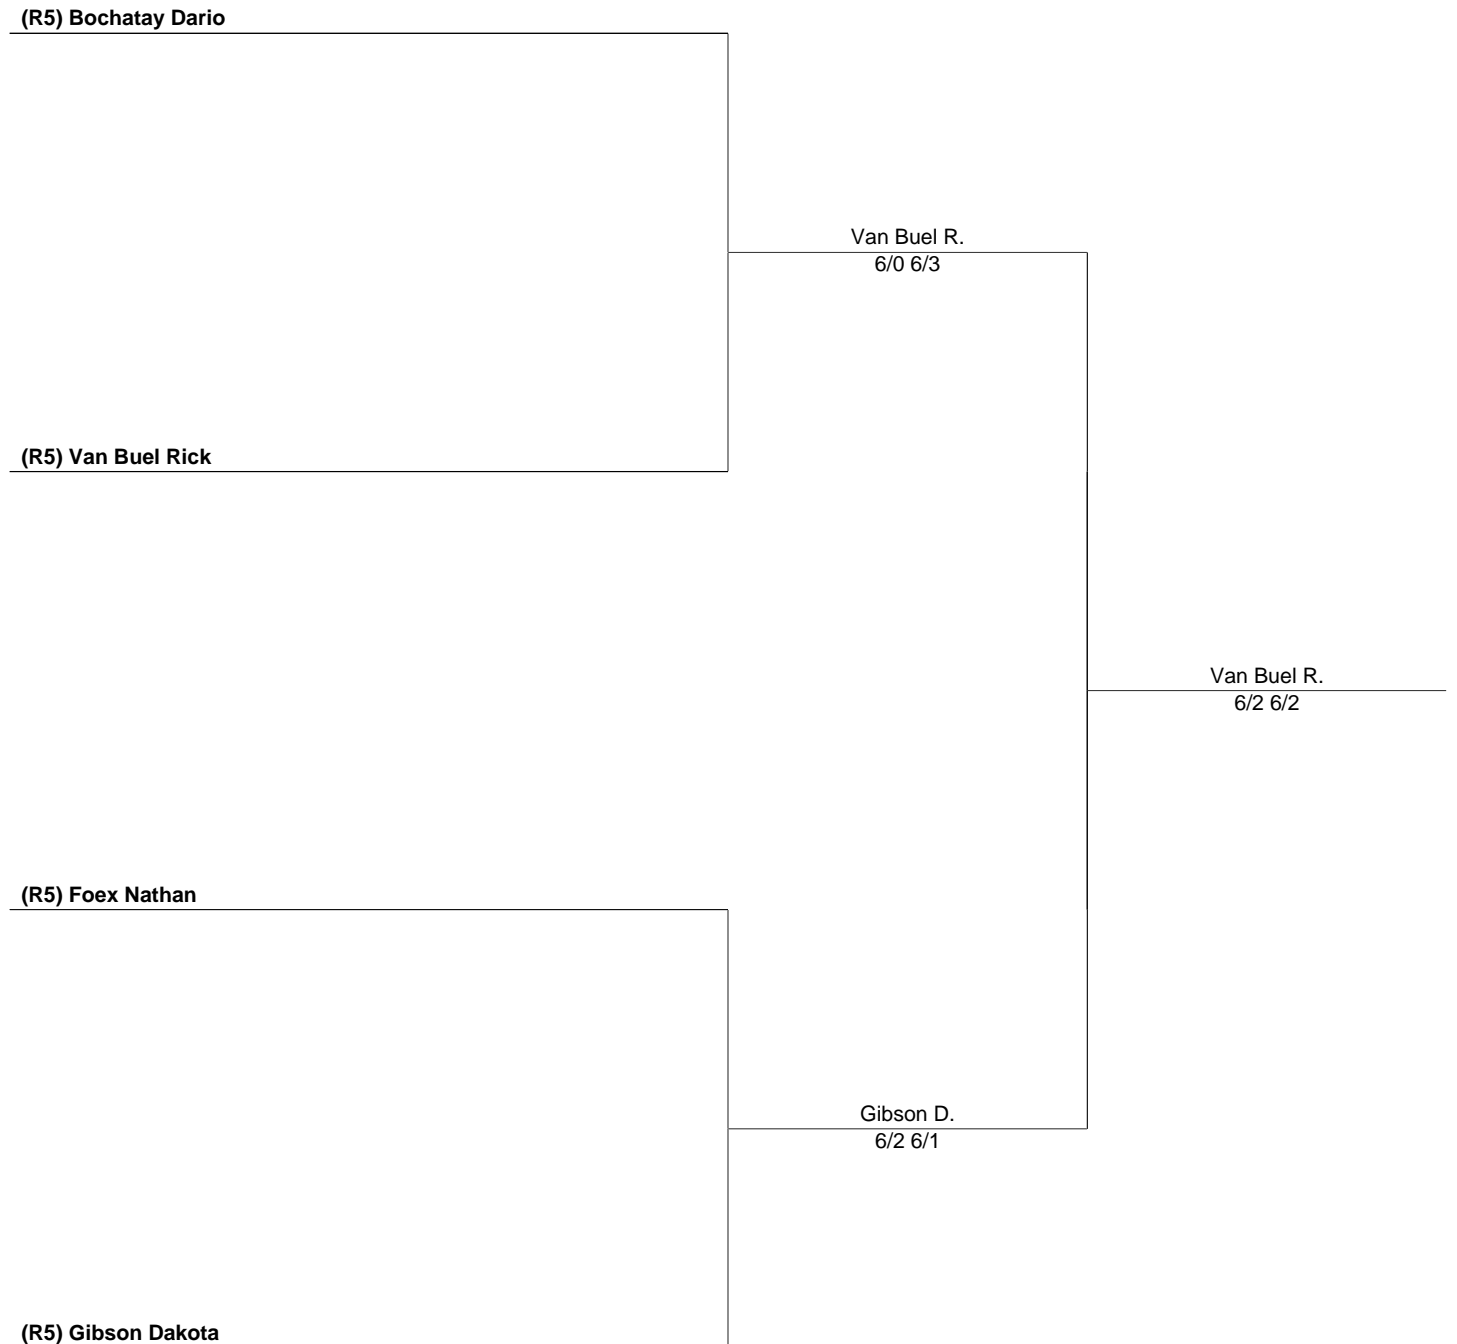 (R5) Bochatay Dario
Van Buel R.
6/0 6/3
(R5) Van Buel Rick
Van Buel R.
6/2 6/2
(R5) Foex Nathan
Gibson D.
6/2 6/1
(R5) Gibson Dakota